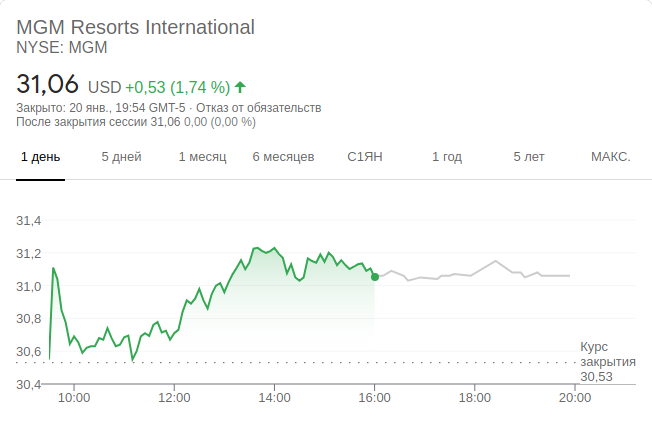 MGM Resorts International
NYSE: MGM
31,06 USD +0,53 (1,74 %)
Закрыто: 20 янв., 19:54 GMT-5 · Отказ от обязательств
После закрытия сессии 31,06 0,00 (0,00 %)
1 день 5 дней 1 месяц 6 месяцев С1ЯН 1 год 5 лет МАКС.
31,4
31,2
31,0
30,8
30,6
30,4
Курс
закрытия
30,53
10:00 12:00 14:00 16:00 18:00 20:00